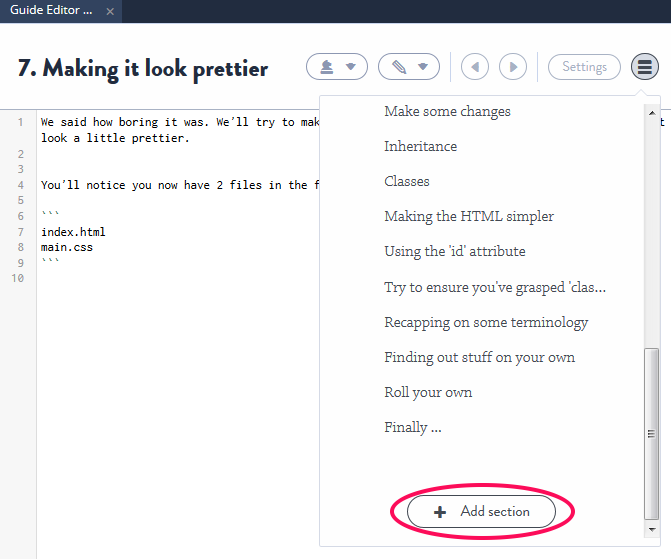 Guide Editor ... ×
7. Making it look prettier
Settings
1 We said how boring it was. We'll try to mak
look a little prettier.
2
3
4 You'll notice you now have 2 files in the f
5
6 ```
7 index.html
8 main.css
9 ```
10
Make some changes
Inheritance
Classes
Making the HTML simpler
Using the 'id' attribute
Try to ensure you've grasped 'clas...
Recapping on some terminology
Finding out stuff on your own
Roll your own
Finally ...
+ Add section